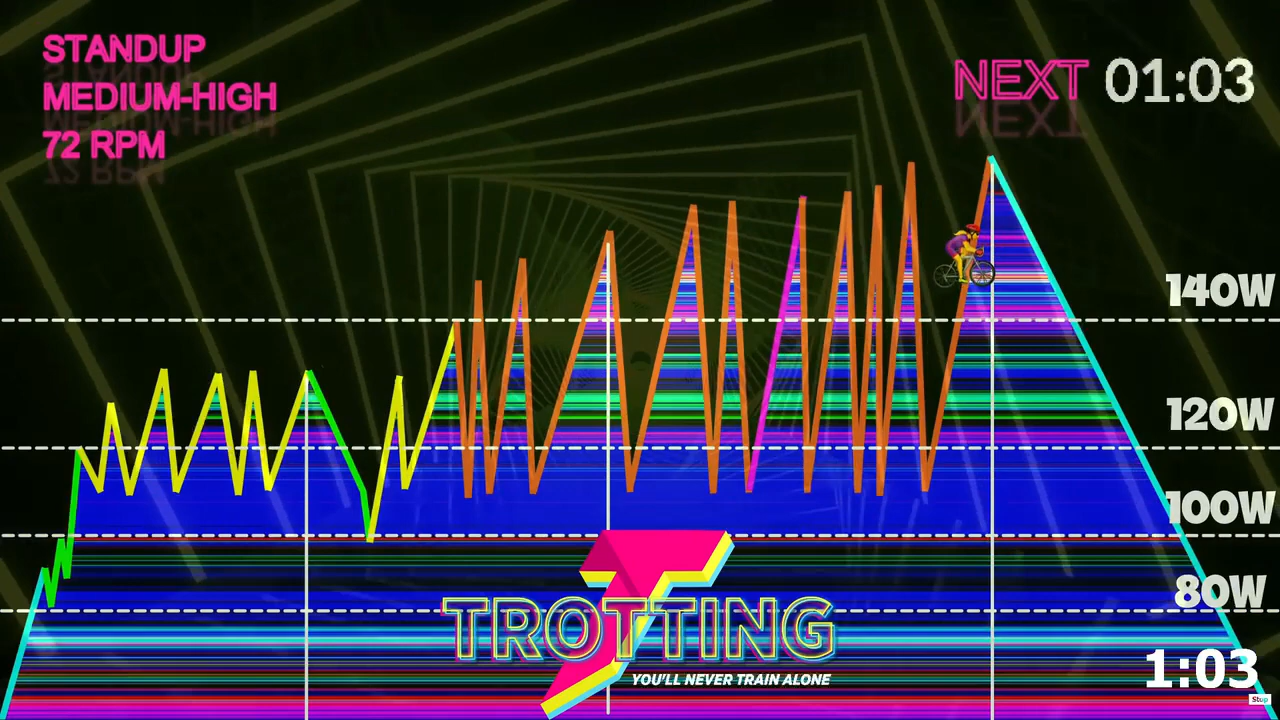 STANDUP
MEDIUM-HIGH
72 RPM
NEXT 01:03
140W
120W
100W
80W
TROTTING
YOU'LL NEVER TRAIN ALONE
1:03
Stop